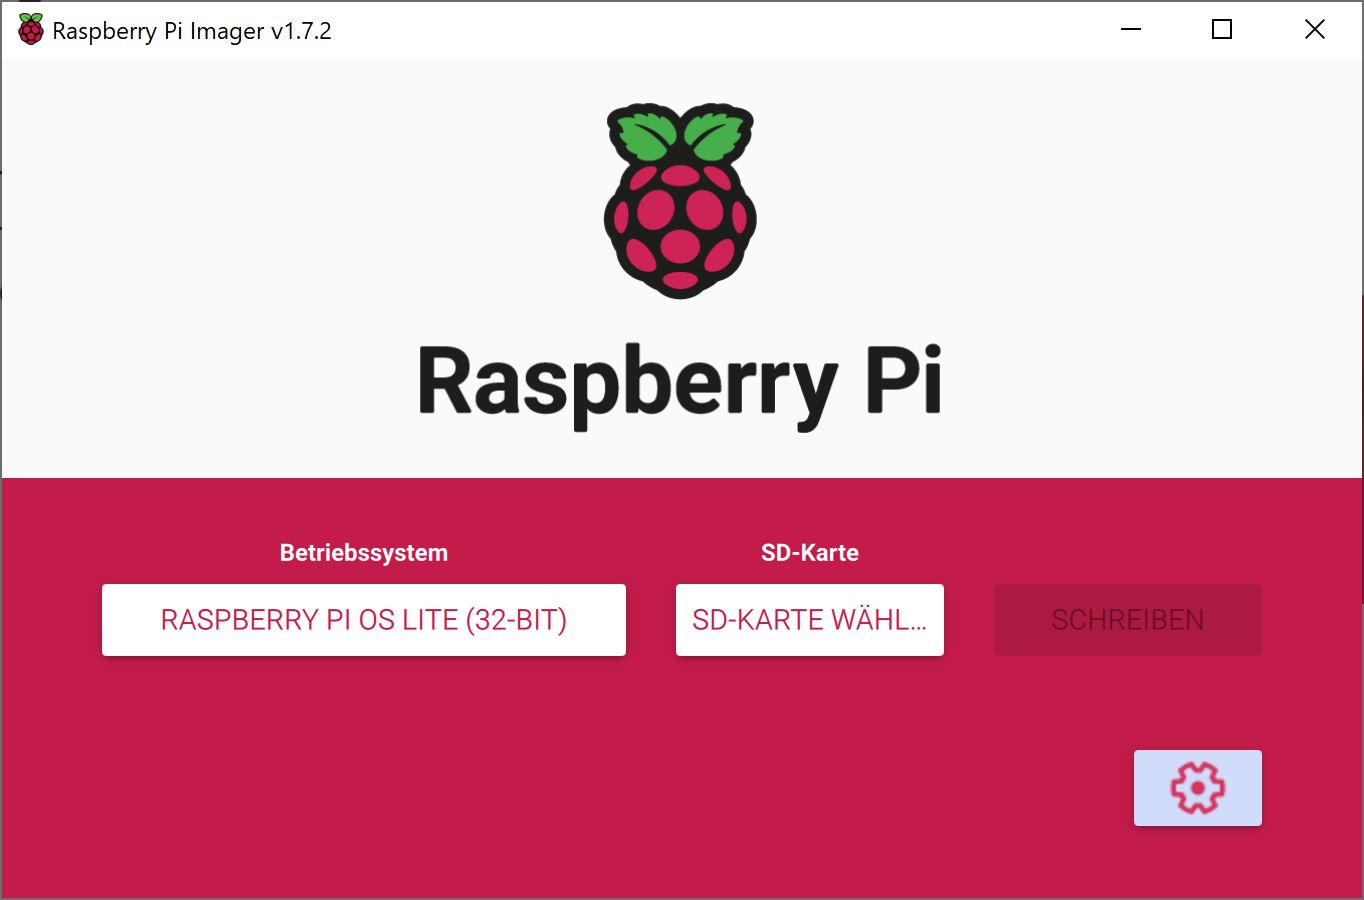 Raspberry Pi Imager v1.7.2
Raspberry Pi
Betriebssystem
SD-Karte
RASPBERRY PI OS LITE (32-BIT)
SD-KARTE WÄHL...
SCHREIBEN